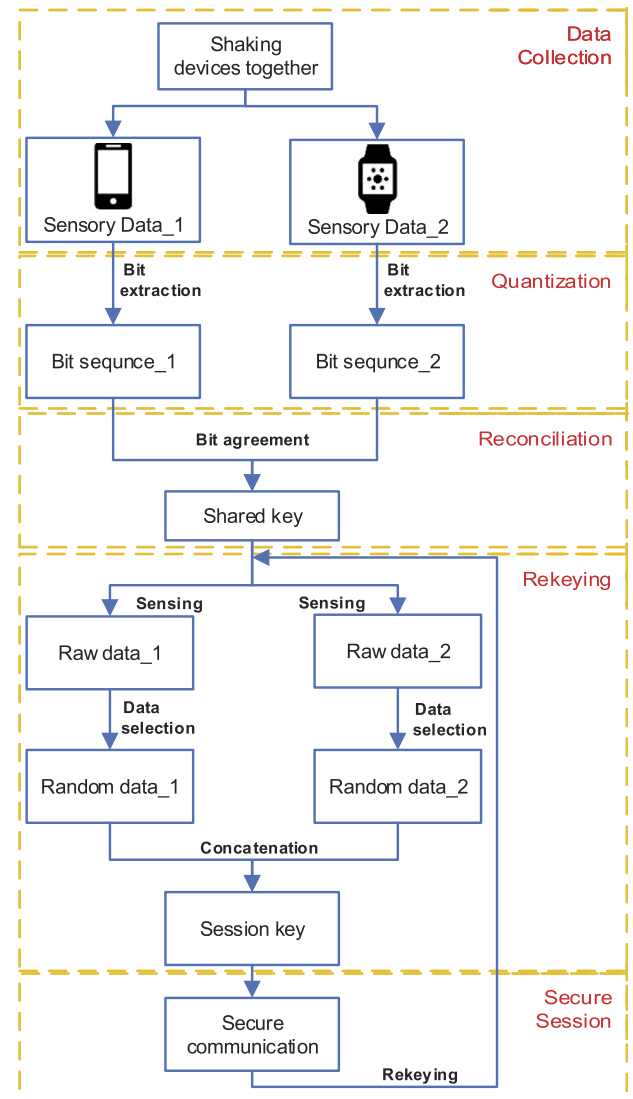 Shaking
devices together
Data
Collection
Sensory Data_1
Sensory Data_2
Bit
extraction
Bit
extraction
Quantization
Bit sequnce_1
Bit sequnce_2
Bit agreement
Reconciliation
Shared key
Rekeying
Sensing
Sensing
Raw data_1
Raw data_2
Data
selection
Data
selection
Random data_1
Random data_2
Concatenation
Session key
Secure
Session
Secure
communication
Rekeying